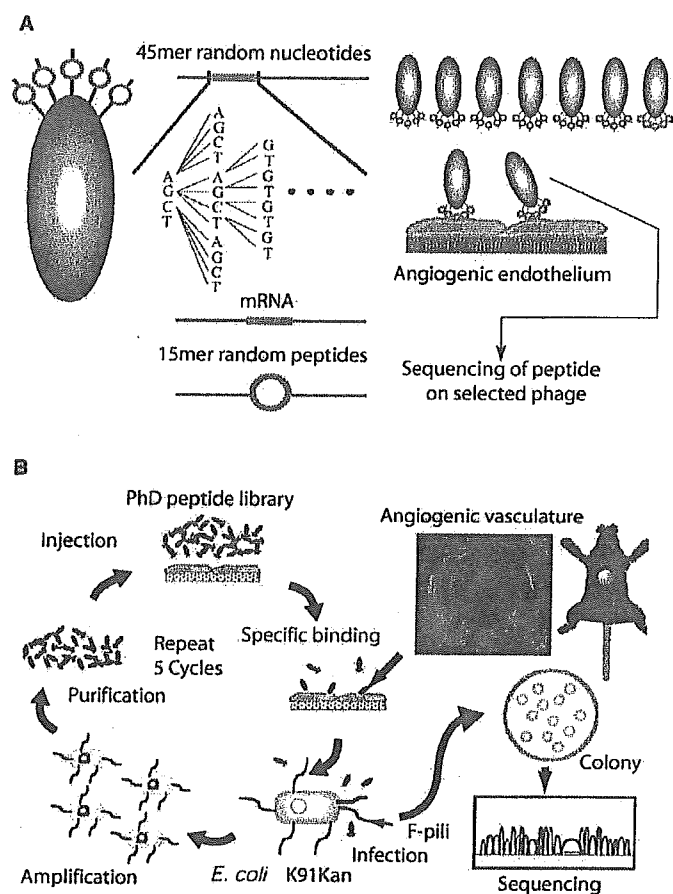 A
45mer random nucleotides
A
G
C
T
A
G
C
T
A
G
C
T
A
G
C
T
G
T
G
T
G
T
G
T
Angiogenic endothelium
mRNA
15mer random peptides
Sequencing of peptide
on selected phage
B
PhD peptide library
Injection
Angiogenic vasculature
Specific binding
Repeat
5 Cycles
Purification
Colony
F-pili
Infection
Amplification
E. coli K91Kan
Sequencing